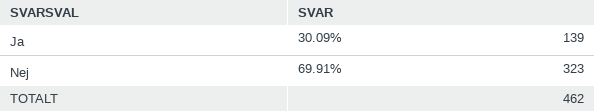 SVARSVAL SVAR
Ja 30.09% 139
Nej 69.91% 323
TOTALT 462